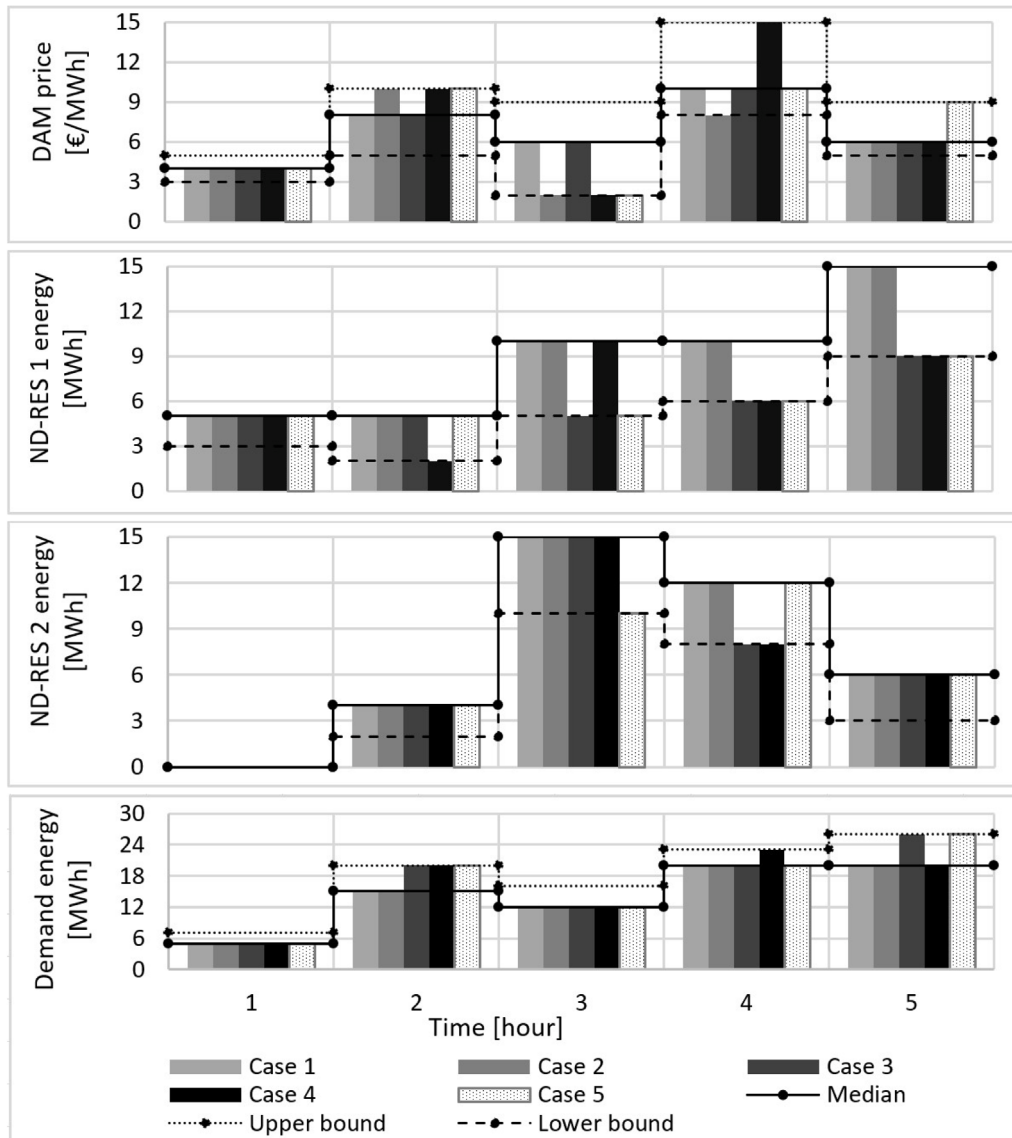 DAM price
[€/MWh]
15
12
9
6
3
0
ND-RES 1 energy
[MWh]
15
12
9
6
3
0
ND-RES 2 energy
[MWh]
15
12
9
6
3
0
Demand energy
[MWh]
30
24
18
12
6
0
1 2 3 4 5
Time [hour]
Case 1 Case 2 Case 3
Case 4 Case 5 Median
Upper bound Lower bound